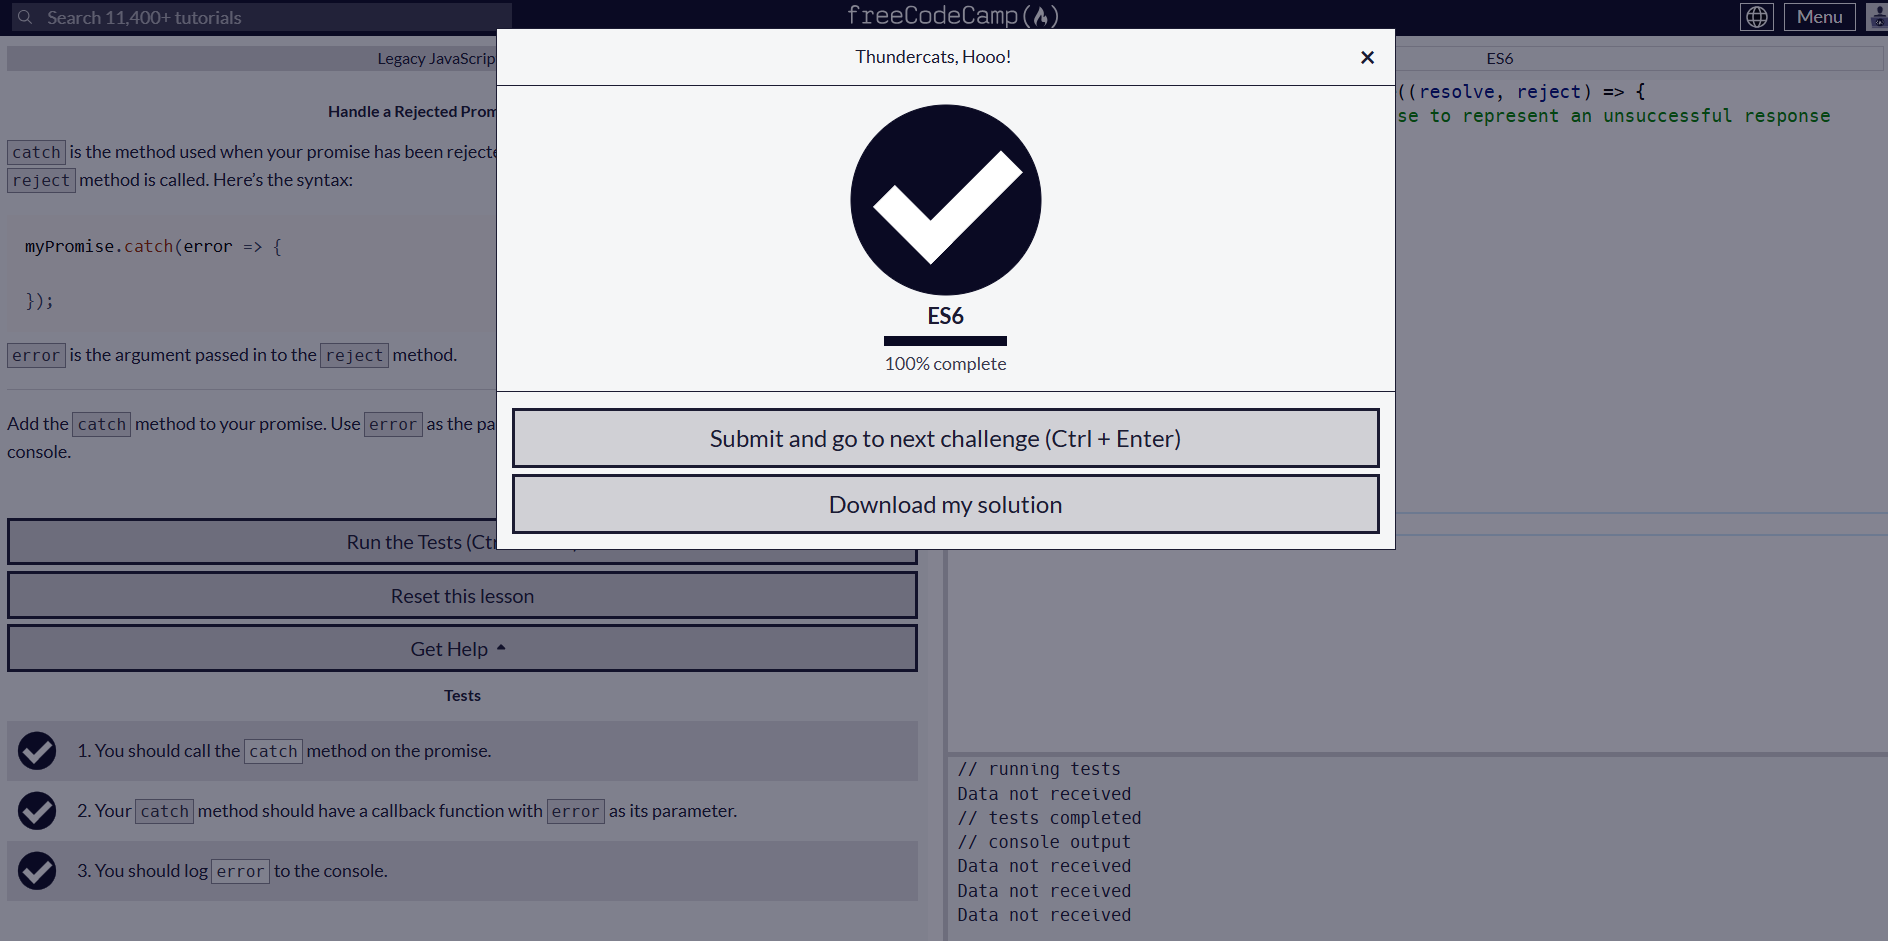 Search 11,400+ tutorials
freeCodeCamp
Menu
Legacy JavaScrip
Handle a Rejected Pro
catch is the method used when your promise has been reject
reject method is called. Here's the syntax:
myPromise.catch(error => {
});
error is the argument passed in to the reject method.
Add the catch method to your promise. Use error as the pa
console.
Run the Tests (Ct
Reset this lesson
Get Help
Tests
1. You should call the catch method on the promise.
2. Your catch method should have a callback function with error as its parameter.
3. You should log error to the console.
Thundercats, Hooo!
×
ES6
100% complete
Submit and go to next challenge (Ctrl + Enter)
Download my solution
ES6
((resolve, reject) => {
se to represent an unsuccessful response
// running tests
Data not received
// tests completed
// console output
Data not received
Data not received
Data not received